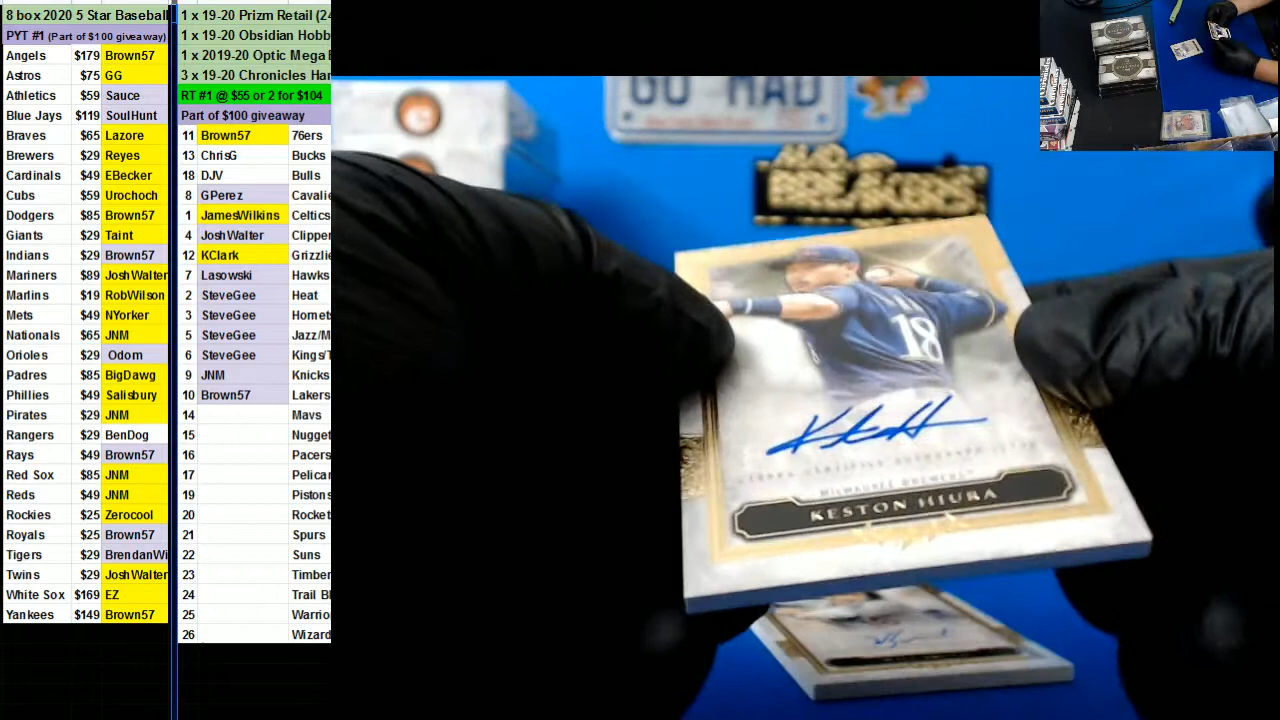 8 box 2020 5 Star Baseball
PYT #1 (Part of $100 giveaway)
Angels $179 Brown57
Astros $75 GG
Athletics $59 Sauce
Blue Jays $119 SoulHunt
Braves $65 Lazore
Brewers $29 Reyes
Cardinals $49 EBecker
Cubs $59 Urochoch
Dodgers $85 Brown57
Giants $29 Taint
Indians $29 Brown57
Mariners $89 JoshWalter
Marlins $19 RobWilson
Mets $49 NYorker
Nationals $65 JNM
Orioles $29 Odom
Padres $85 BigDawg
Phillies $49 Salisbury
Pirates $29 JNM
Rangers $29 BenDog
Rays $49 Brown57
Red Sox $85 JNM
Reds $49 JNM
Rockies $25 Zerocool
Royals $25 Brown57
Tigers $29 BrendanWi
Twins $29 JoshWalter
White Sox $169 EZ
Yankees $149 Brown57
1 x 19-20 Prizm Retail (24
1 x 19-20 Obsidian Hobb
1 x 2019-20 Optic Mega
3 x 19-20 Chronicles Han
RT #1 @ $55 or 2 for $104
Part of $100 giveaway
11 Brown57 76ers
13 ChrisG Bucks
18 DJV Bulls
8 GPerez Cavalie
1 JamesWilkins Celtics
4 JoshWalter Clipper
12 KClark Grizzlie
7 Lasowski Hawks
2 SteveGee Heat
3 SteveGee Hornet
5 SteveGee Jazz/M
6 SteveGee Kings/T
9 JNM Knicks
10 Brown57 Lakers
14 Mavs
15 Nugget
16 Pacers
17 Pelica
19 Pistons
20 Rocket
21 Spurs
22 Suns
23 Timber
24 Trail Bl
25 Warrio
26 Wizard
GO MAD
MAD
BREAKERS
18
MILWAUKEE BREWERS
KESTON HIURA